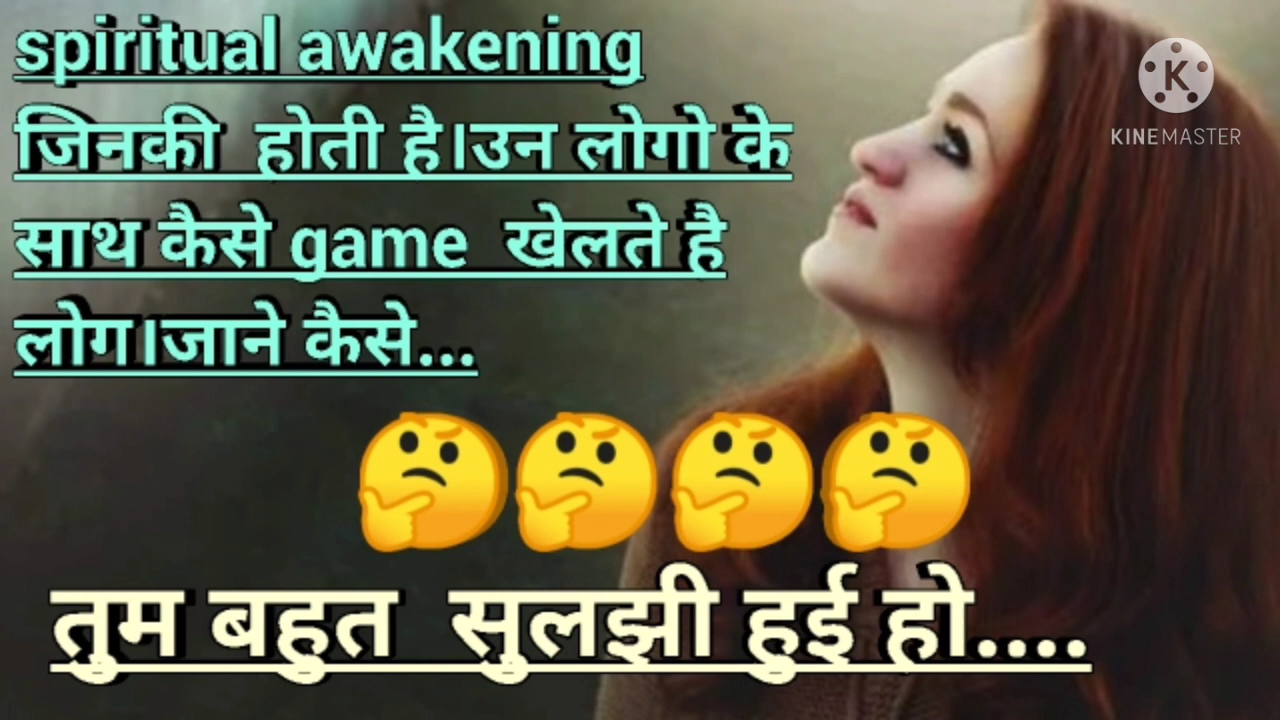 spiritual awakening
जिनकी होती है।उन लोगो के
साथ कैसे game खेलते है
लोग।जाने कैसे...
तुम बहुत सुलझी हुई हो....
K
KINEMASTER